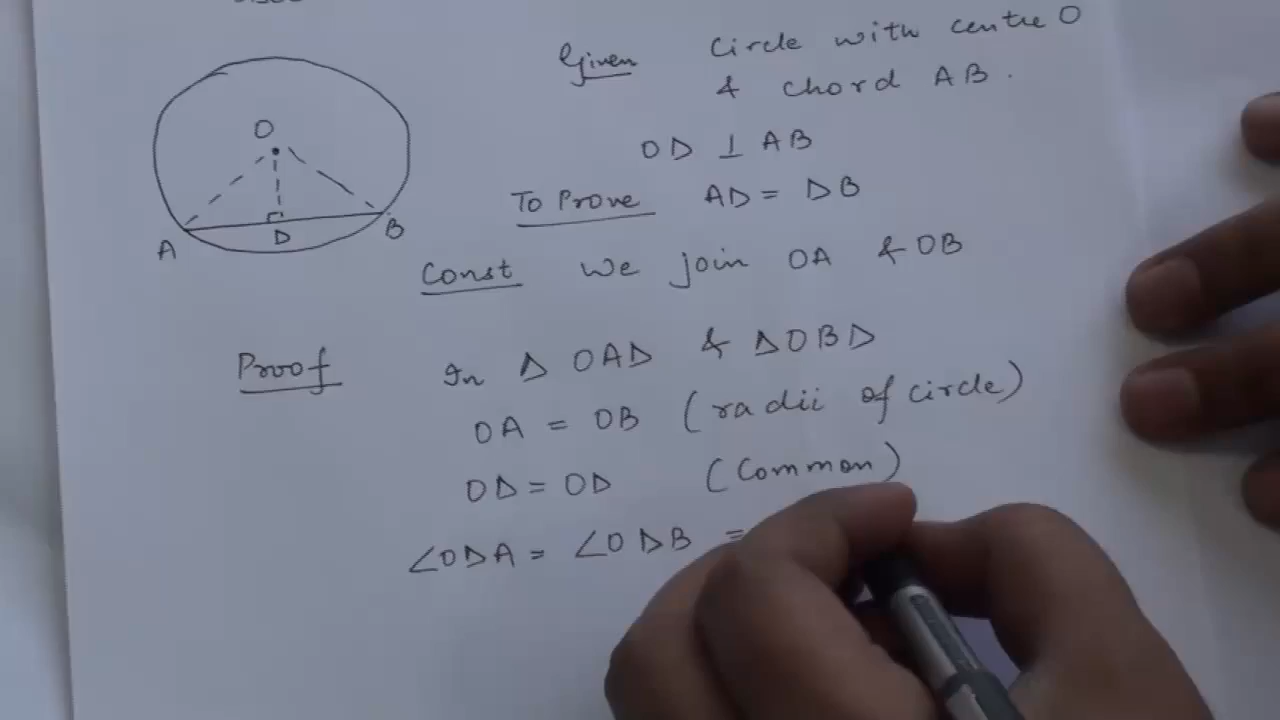 Given Circle with centre O
& chord AB.
OD ⊥ AB
To Prove AD = DB
Const We join OA & OB
Proof In Δ OAD & ΔOBD
OA = OB (radii of circle)
OD = OD (Common)
∠ODA = ∠ODB =
O
A
D
B